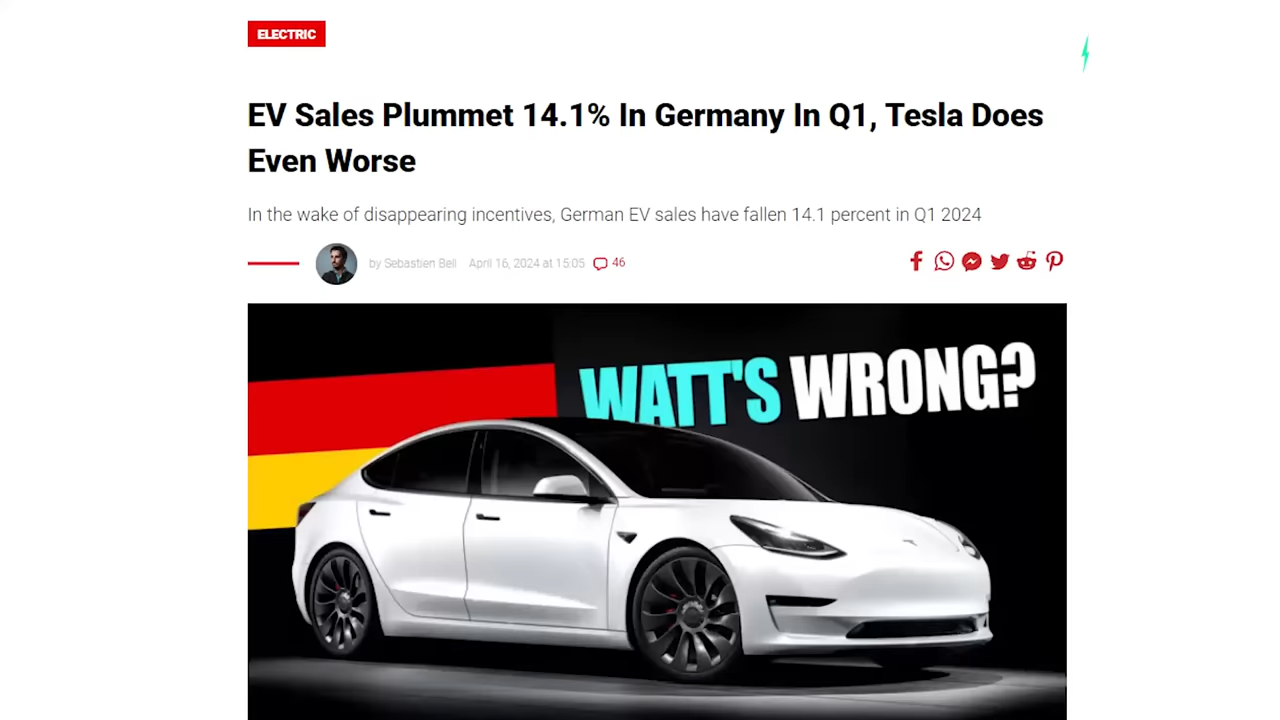 ELECTRIC
EV Sales Plummet 14.1% In Germany In Q1, Tesla Does
Even Worse
In the wake of disappearing incentives, German EV sales have fallen 14.1 percent in Q1 2024
by Sebastien Bell April 16, 2024 at 15:05 46
WATT'S WRONG?